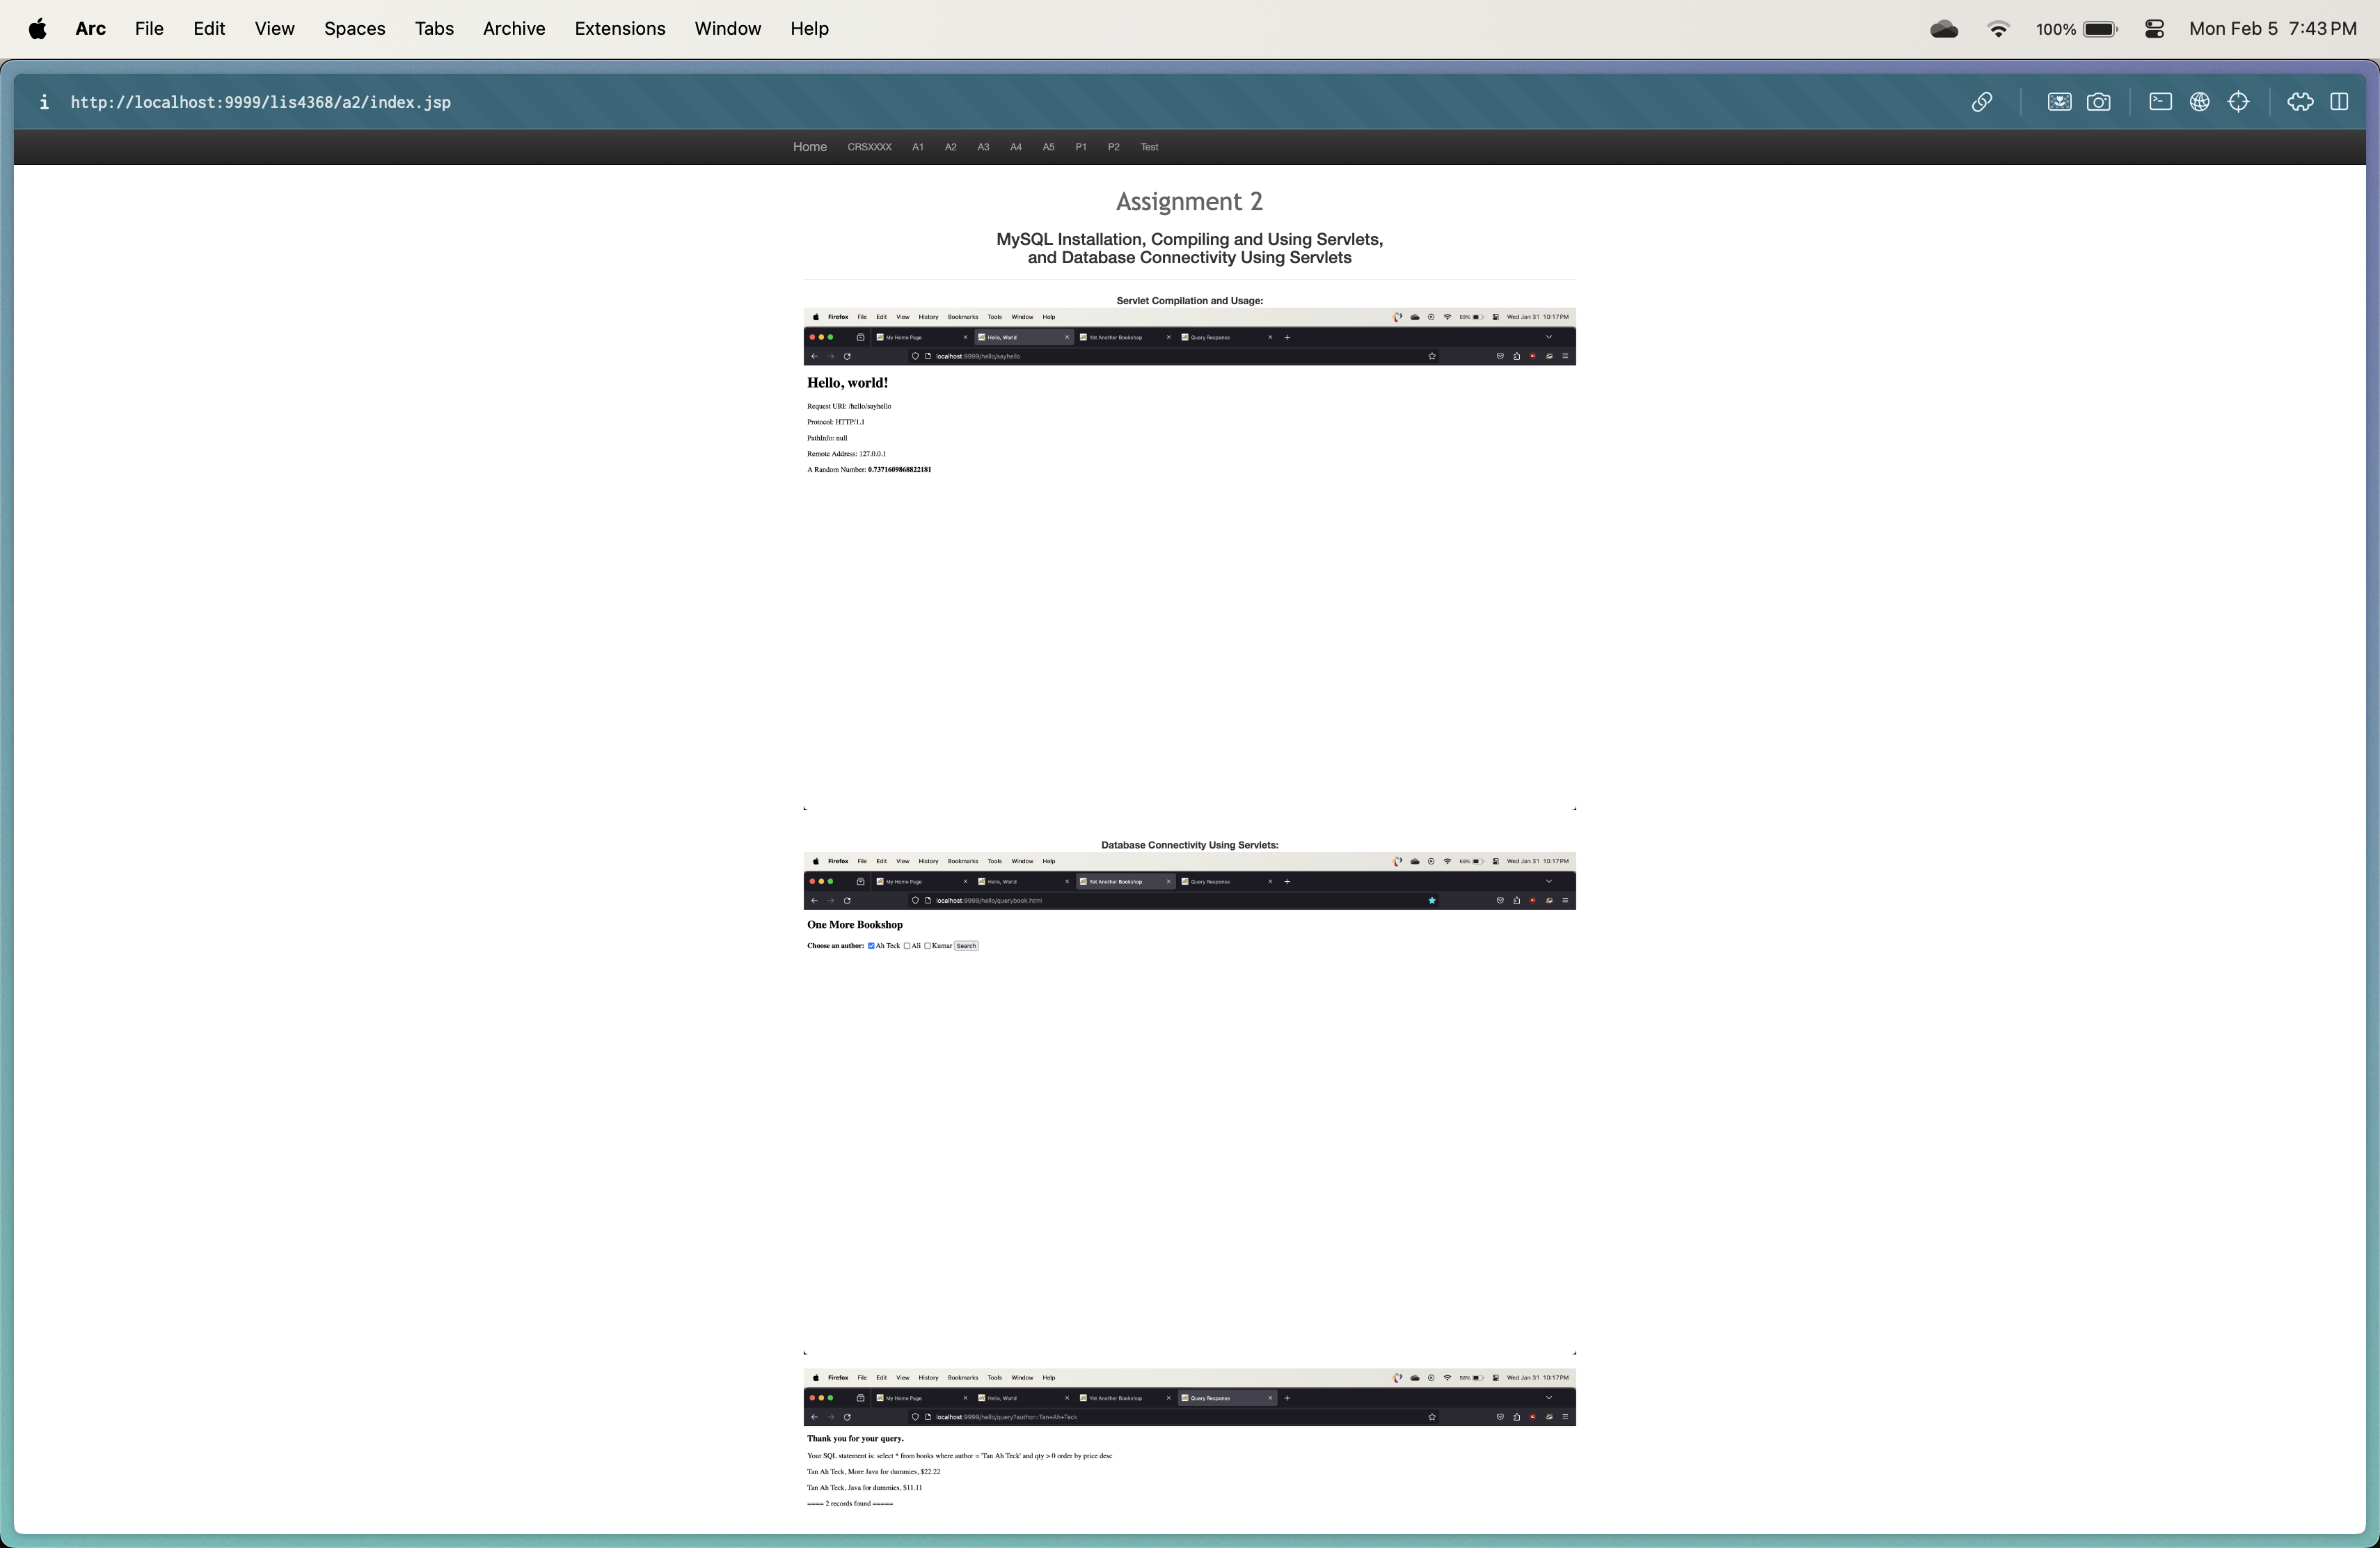 Arc File Edit View Spaces Tabs Archive Extensions Window Help 100% Mon Feb 5 7:43 PM
http://localhost:9999/lis4368/a2/index.jsp
Home CRSXXXX A1 A2 A3 A4 A5 P1 P2 Test
Assignment 2
MySQL Installation, Compiling and Using Servlets,
and Database Connectivity Using Servlets
Servlet Compilation and Usage:
Firefox File Edit View History Bookmarks Tools Window Help 59% Wed Jan 31 10:17 PM
My Home Page Hello, World Yet Another Bookshop Query Response
localhost:9999/hello/sayhello
Hello, world!
Request URI: /hello/sayhello
Protocol: HTTP/1.1
PathInfo: null
Remote Address: 127.0.0.1
A Random Number: 0.7371609868822181
Database Connectivity Using Servlets:
Firefox File Edit View History Bookmarks Tools Window Help Wed Jan 31 10:17 PM
My Home Page Hello, World Yet Another Bookshop Query Response
localhost:9999/hello/querybook.html
One More Bookshop
Choose an author: Ah Teck Ali Kumar Search
Firefox File Edit View History Bookmarks Tools Window Help Wed Jan 31 10:17 PM
My Home Page Hello, World Yet Another Bookshop Query Response
localhost:9999/hello/query?author=Tan+Ah+Teck
Thank you for your query.
Your SQL statement is: select * from books where author = 'Tan Ah Teck' and qty > 0 order by price desc
Tan Ah Teck, More Java for dummies, $22.22
Tan Ah Teck, Java for dummies, $11.11
==== 2 records found =====